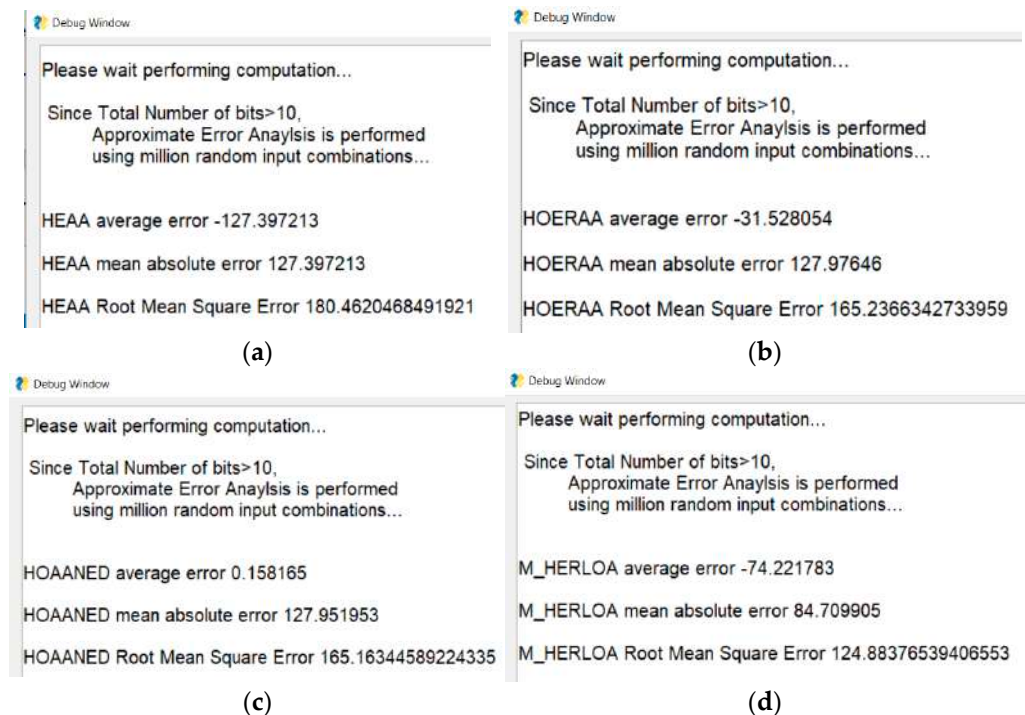 Debug Window
Please wait performing computation...
Since Total Number of bits>10,
Approximate Error Anaylsis is performed
using million random input combinations...
HEAA average error -127.397213
HEAA mean absolute error 127.397213
HEAA Root Mean Square Error 180.4620468491921
(a)
Debug Window
Please wait performing computation...
Since Total Number of bits>10,
Approximate Error Anaylsis is performed
using million random input combinations...
HOERAA average error -31.528054
HOERAA mean absolute error 127.97646
HOERAA Root Mean Square Error 165.2366342733959
(b)
Debug Window
Please wait performing computation...
Since Total Number of bits>10,
Approximate Error Anaylsis is performed
using million random input combinations...
HOAANED average error 0.158165
HOAANED mean absolute error 127.951953
HOAANED Root Mean Square Error 165.16344589224335
(c)
Debug Window
Please wait performing computation...
Since Total Number of bits>10,
Approximate Error Anaylsis is performed
using million random input combinations...
M_HERLOA average error -74.221783
M_HERLOA mean absolute error 84.709905
M_HERLOA Root Mean Square Error 124.88376539406553
(d)